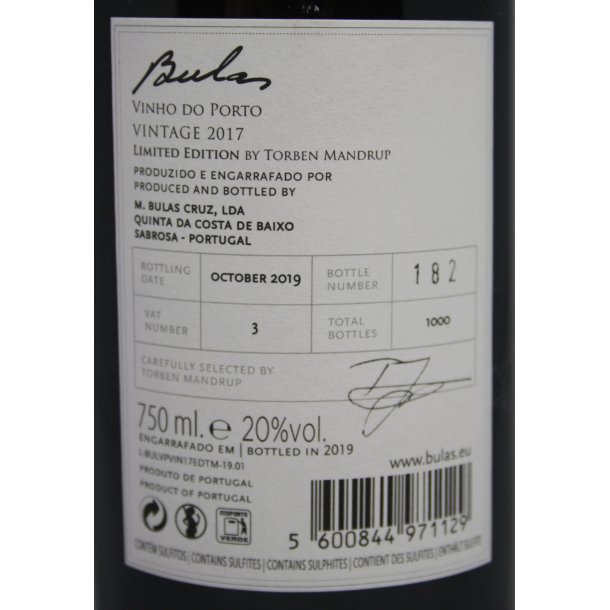 Bulas
VINHO DO PORTO
VINTAGE 2017
LIMITED EDITION BY TORBEN MANDRUP
PRODUZIDO E ENGARRAFADO POR
PRODUCED AND BOTTLED BY
M. BULAS CRUZ, LDA
QUINTA DA COSTA DE BAIXO
SABROSA - PORTUGAL
BOTTLING DATE OCTOBER 2019 BOTTLE NUMBER 182
VAT NUMBER 3 TOTAL BOTTLES 1000
CAREFULLY SELECTED BY
TORBEN MANDRUP
750 ml. e 20%vol.
ENGARRAFADO EM | BOTTLED IN 2019
L-BULVPVIN17EDTM-19.01
www.bulas.eu
PRODUTO DE PORTUGAL
PRODUCT OF PORTUGAL
ECOPONTO
VERDE
5 600844 971129
CONTÉM SULFITOS | CONTAINS SULFITES | CONTAINS SULPHITES | CONTIENT DES SULFITES | ENTHÄLT SULFITE